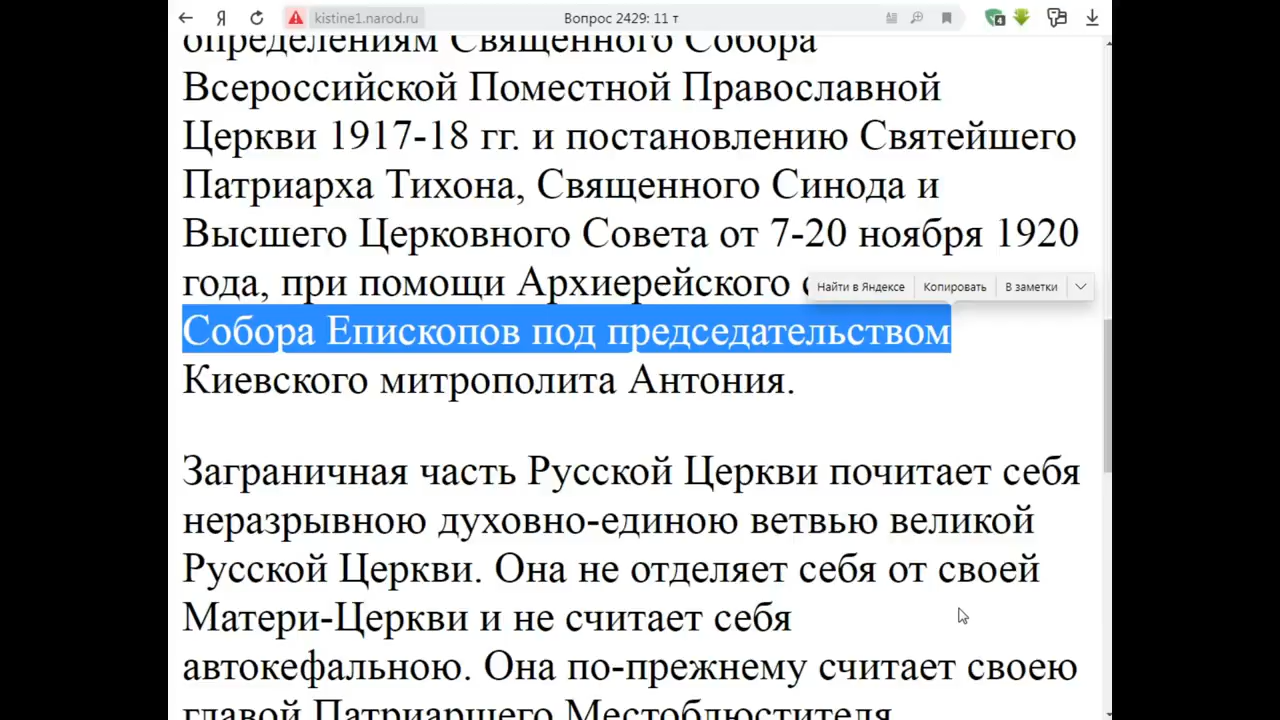 Я kistine1.narod.ru Вопрос 2429: 11 т 4
определениям Священного Собора
Всероссийской Поместной Православной
Церкви 1917-18 гг. и постановлению Святейшего
Патриарха Тихона, Священного Синода и
Высшего Церковного Совета от 7-20 ноября 1920
года, при помощи Архиерейского
Найти в Яндексе Копировать В заметки
Собора Епископов под председательством
Киевского митрополита Антония.
Заграничная часть Русской Церкви почитает себя
неразрывною духовно-единою ветвью великой
Русской Церкви. Она не отделяет себя от своей
Матери-Церкви и не считает себя
автокефальною. Она по-прежнему считает своею
главой Патриаршего Местоблюстителя